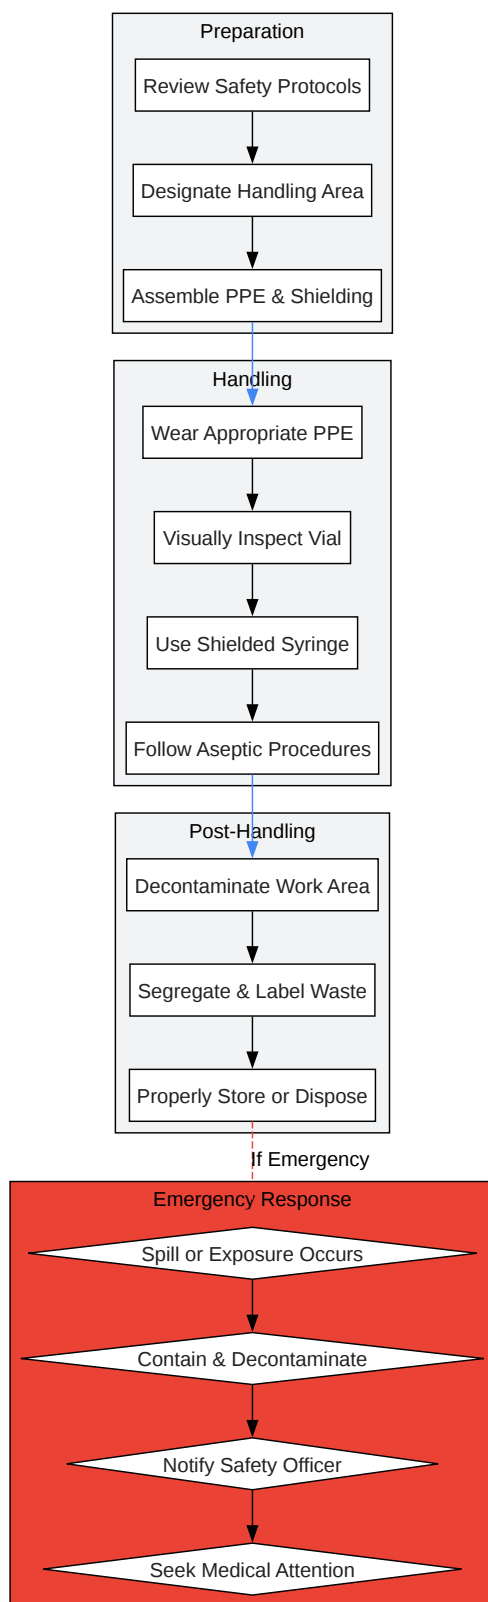 Preparation
Review Safety Protocols
Designate Handling Area
Assemble PPE & Shielding
Handling
Wear Appropriate PPE
Visually Inspect Vial
Use Shielded Syringe
Follow Aseptic Procedures
Post-Handling
Decontaminate Work Area
Segregate & Label Waste
Properly Store or Dispose
If Emergency
Emergency Response
Spill or Exposure Occurs
Contain & Decontaminate
Notify Safety Officer
Seek Medical Attention